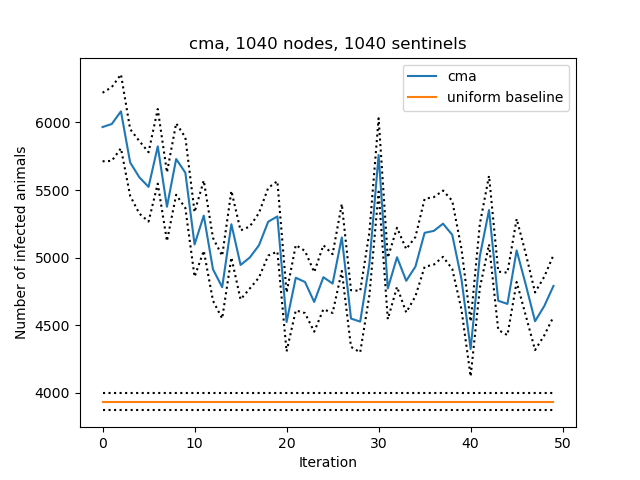 cma, 1040 nodes, 1040 sentinels
cma
uniform baseline
Number of infected animals
6000
5500
5000
4500
4000
0 10 20 30 40 50
Iteration